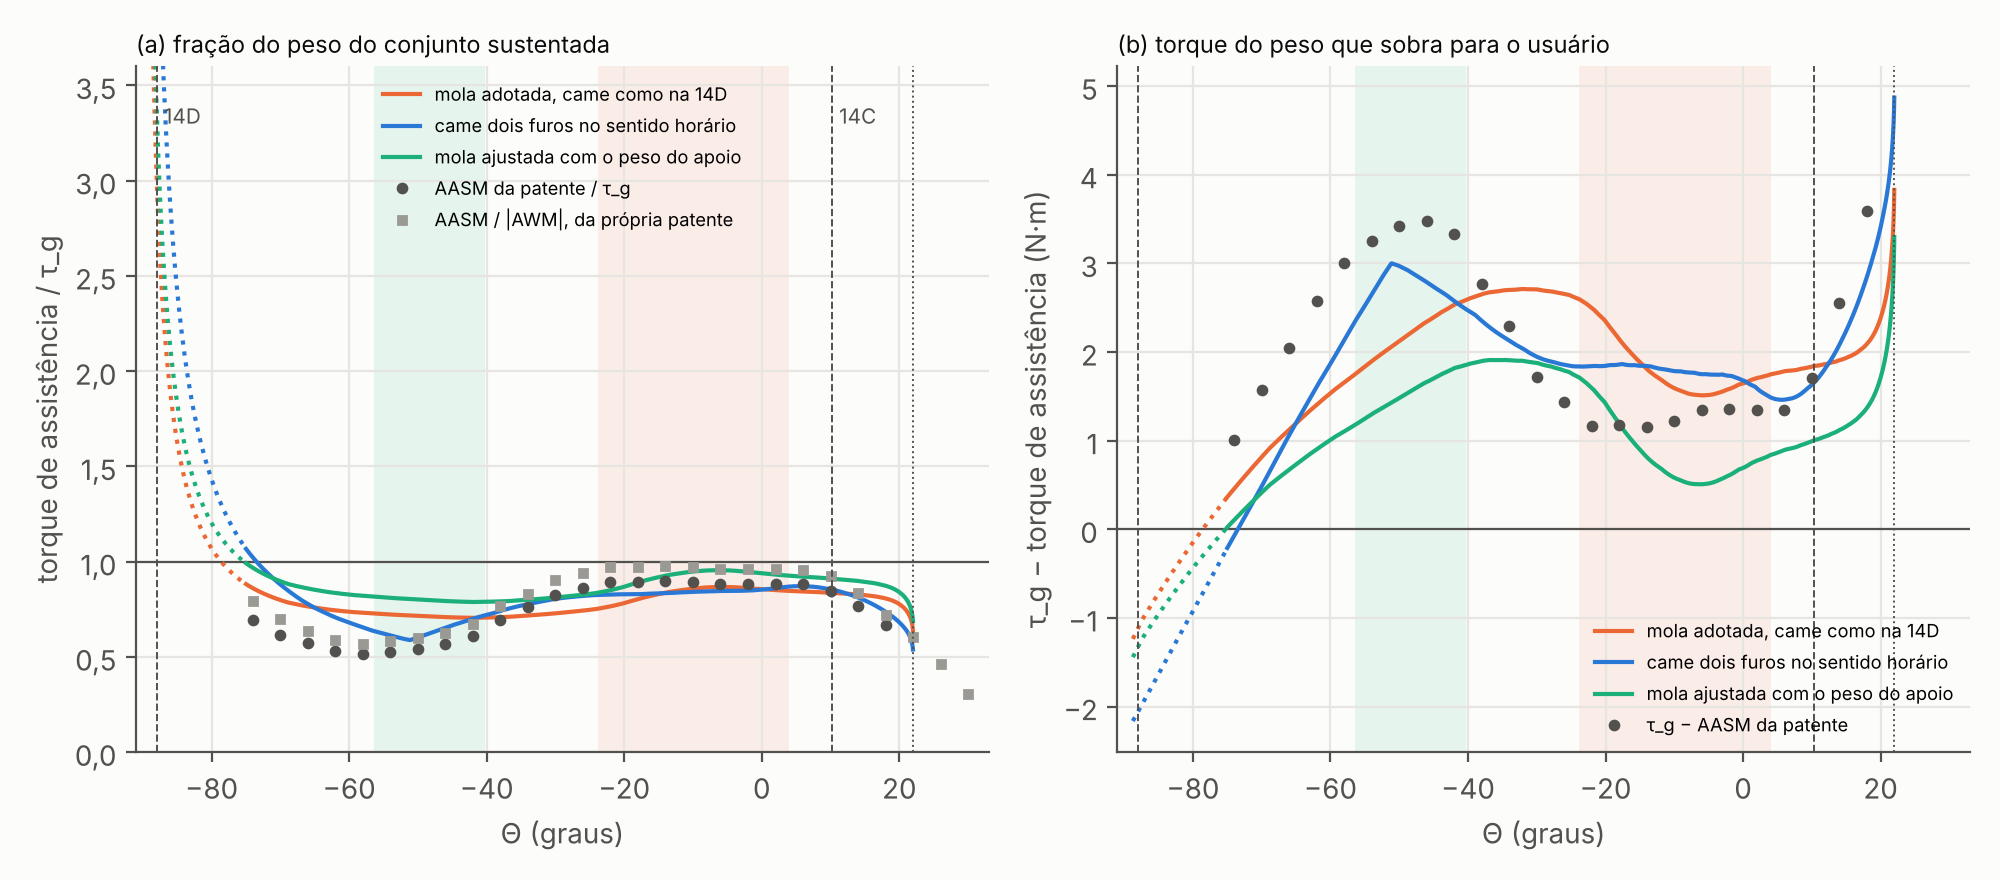 (a) fração do peso do conjunto sustentada
torque de assistência / τ_g
3,5
3,0
2,5
2,0
1,5
1,0
0,5
0,0
14D
14C
mola adotada, came como na 14D
came dois furos no sentido horário
mola ajustada com o peso do apoio
AASM da patente / τ_g
AASM / |AWM|, da própria patente
−80
−60
−40
−20
0
20
Θ (graus)
(b) torque do peso que sobra para o usuário
τ_g − torque de assistência (N·m)
5
4
3
2
1
0
−1
−2
mola adotada, came como na 14D
came dois furos no sentido horário
mola ajustada com o peso do apoio
τ_g − AASM da patente
−80
−60
−40
−20
0
20
Θ (graus)